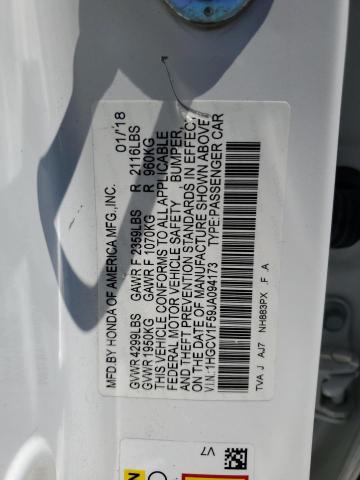 MFD.BY HONDA OF AMERICA MFG.,INC. 01/'18
GVWR 4299LBS GAWR F 2359LBS R 2116LBS
GVWR 1950KG GAWR F 1070KG R 960KG
THIS VEHICLE CONFORMS TO ALL APPLICABLE
FEDERAL MOTOR VEHICLE SAFETY , BUMPER,
AND THEFT PREVENTION STANDARDS IN EFFECT
ON THE DATE OF MANUFACTURE SHOWN ABOVE.
V.I.N.:1HGCV1F59JA094173 TYPE:PASSENGER CAR
TVA J AJ7 NH883PX F A
V7